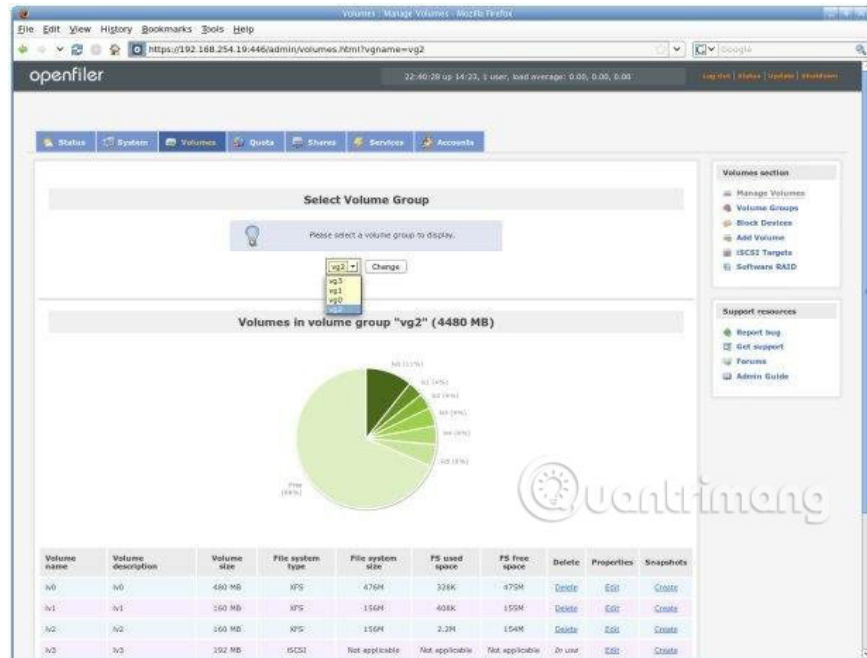 Volumes : Manage Volumes - Mozilla Firefox
File Edit View History Bookmarks Tools Help
https://192.168.254.19:446/admin/volumes.html?vgname=vg2
Google
openfiler
22:40:28 up 14:23, 1 user, load average: 0.00, 0.00, 0.00
Log Out | Status | Update | Shutdown
Status System Volumes Quota Shares Services Accounts
Select Volume Group
Please select a volume group to display.
vg2 Change
vg3
vg1
vg0
vg2
Volumes in volume group "vg2" (4480 MB)
Free
Volumes section
Manage Volumes
Volume Groups
Block Devices
Add Volume
iSCSI Targets
Software RAID
Support resources
Report bug
Get support
Forums
Admin Guide
Quantrimang
Volume name Volume description Volume size File system type File system size FS used space FS free space Delete Properties Snapshots
lv0 lv0 480 MB XFS 476M 328K 475M Delete Edit Create
lv1 lv1 160 MB XFS 156M 408K 155M Delete Edit Create
lv2 lv2 160 MB XFS 156M 2.2M 154M Delete Edit Create
lv3 lv3 192 MB iSCSI Not applicable Not applicable Not applicable In use Edit Create